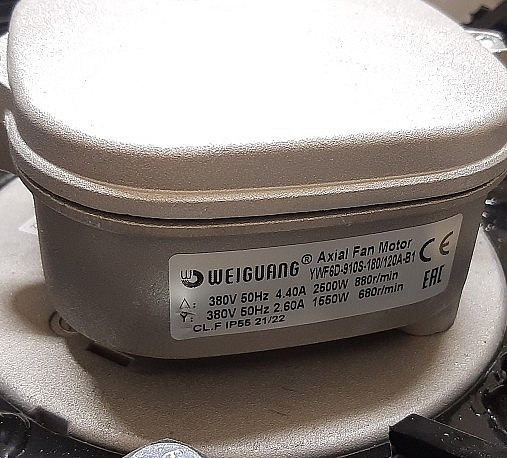 WEIGUANG® Axial Fan Motor
YWF6D-910S-180/120A-B1
△: 380V 50Hz 4.40A 2500W 880r/min
Y: 380V 50Hz 2.60A 1550W 680r/min
CL.F IP55 21/22
CE
EAC